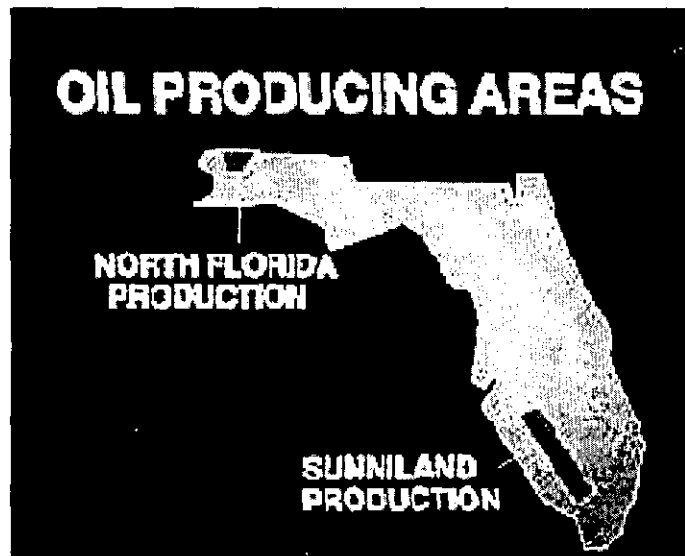 OIL PRODUCING AREAS
NORTH FLORIDA
PRODUCTION
SUNNILAND
PRODUCTION